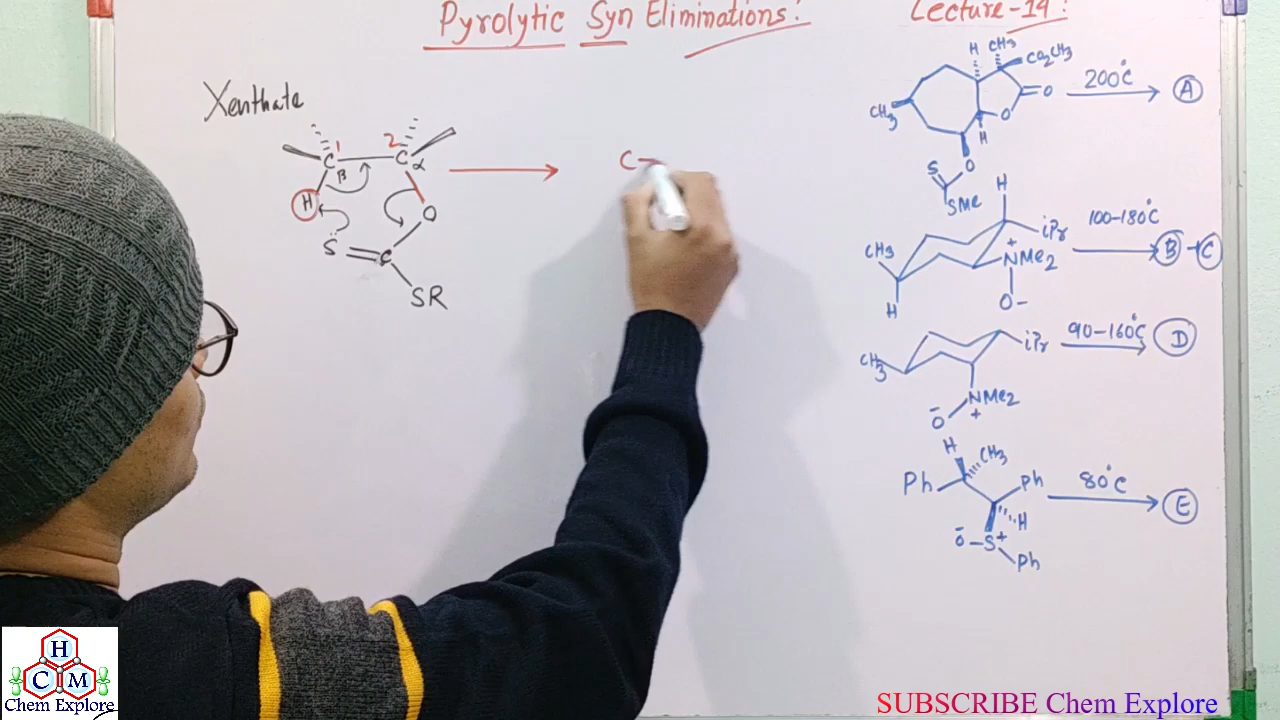 Pyrolytic Syn Eliminations:
Lecture-14:
Xenthate
1
2
C
C
α
β
H
O
S
C
SR
C
H
CH3
CO2CH3
O
O
CH3
H
O
S
SMe
200°C
A
H
iPr
CH3
NMe2
+
O-
H
100-180°C
B + C
iPr
CH3
NMe2
+
-
O
90-160°C
D
H
CH3
Ph
Ph
H
-
O-S+
Ph
80°C
E
H
C M
Chem Explore
SUBSCRIBE Chem Explore